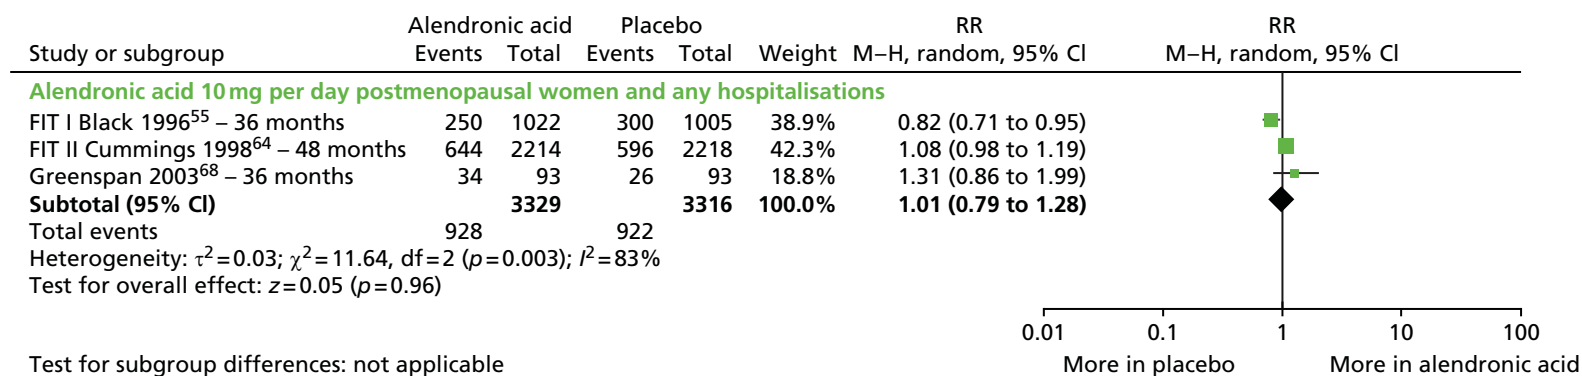 Alendronic acid Placebo RR RR
Study or subgroup Events Total Events Total Weight M–H, random, 95% CI M–H, random, 95% CI
Alendronic acid 10 mg per day postmenopausal women and any hospitalisations
FIT I Black 1996⁵⁵ – 36 months 250 1022 300 1005 38.9% 0.82 (0.71 to 0.95)
FIT II Cummings 1998⁶⁴ – 48 months 644 2214 596 2218 42.3% 1.08 (0.98 to 1.19)
Greenspan 2003⁶⁸ – 36 months 34 93 26 93 18.8% 1.31 (0.86 to 1.99)
Subtotal (95% CI) 3329 3316 100.0% 1.01 (0.79 to 1.28)
Total events 928 922
Heterogeneity: τ²=0.03; χ²=11.64, df=2 (p=0.003); I²=83%
Test for overall effect: z=0.05 (p=0.96)
0.01 0.1 1 10 100
Test for subgroup differences: not applicable More in placebo More in alendronic acid